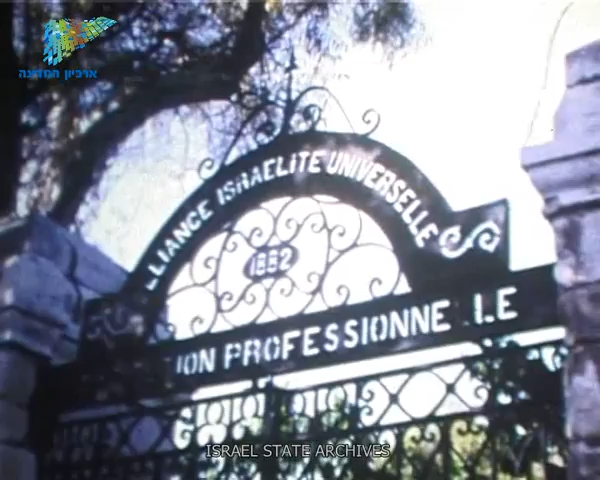 ארכיון המדינה
LLIANCE ISRAELITE UNIVERSELLE
1882
ION PROFESSIONNE LE
ISRAEL STATE ARCHIVES